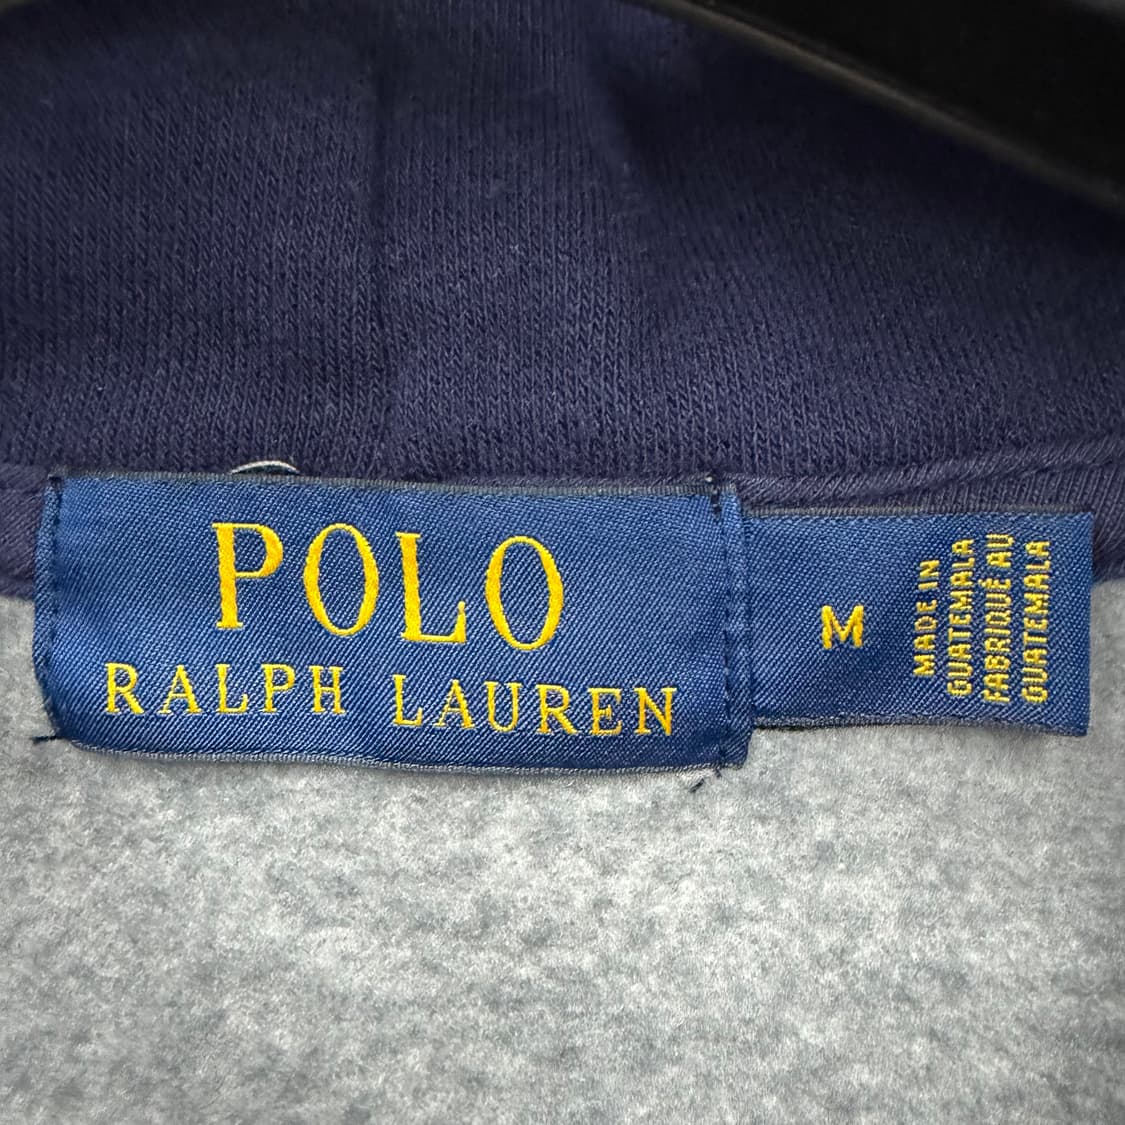 POLO
RALPH LAUREN
M
MADE IN
GUATEMALA
FABRIQUÉ AU
GUATEMALA